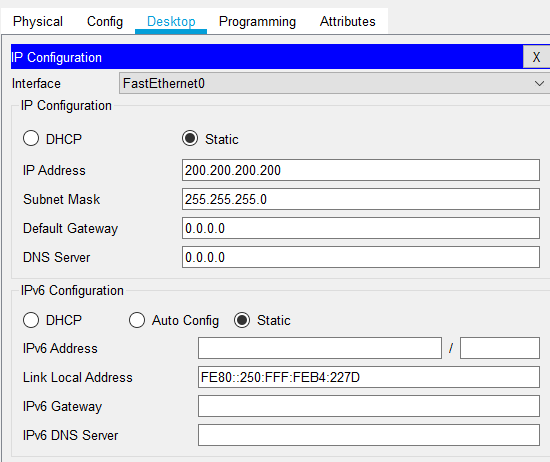 Physical Config Desktop Programming Attributes
IP Configuration X
Interface FastEthernet0
IP Configuration
DHCP Static
IP Address 200.200.200.200
Subnet Mask 255.255.255.0
Default Gateway 0.0.0.0
DNS Server 0.0.0.0
IPv6 Configuration
DHCP Auto Config Static
IPv6 Address /
Link Local Address FE80::250:FFF:FEB4:227D
IPv6 Gateway
IPv6 DNS Server